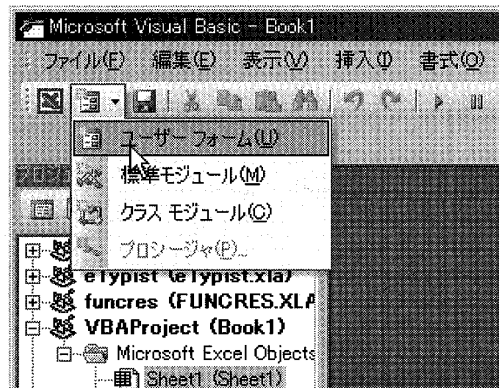 Microsoft Visual Basic - Book1
ファイル(F) 編集(E) 表示(V) 挿入(I) 書式(O)
ユーザー フォーム(U)
標準モジュール(M)
クラス モジュール(C)
プロシージャ(P)...
eTypist (eTypist.xla)
funcres (FUNCRES.XLA
VBAProject (Book1)
Microsoft Excel Objects
Sheet1 (Sheet1)